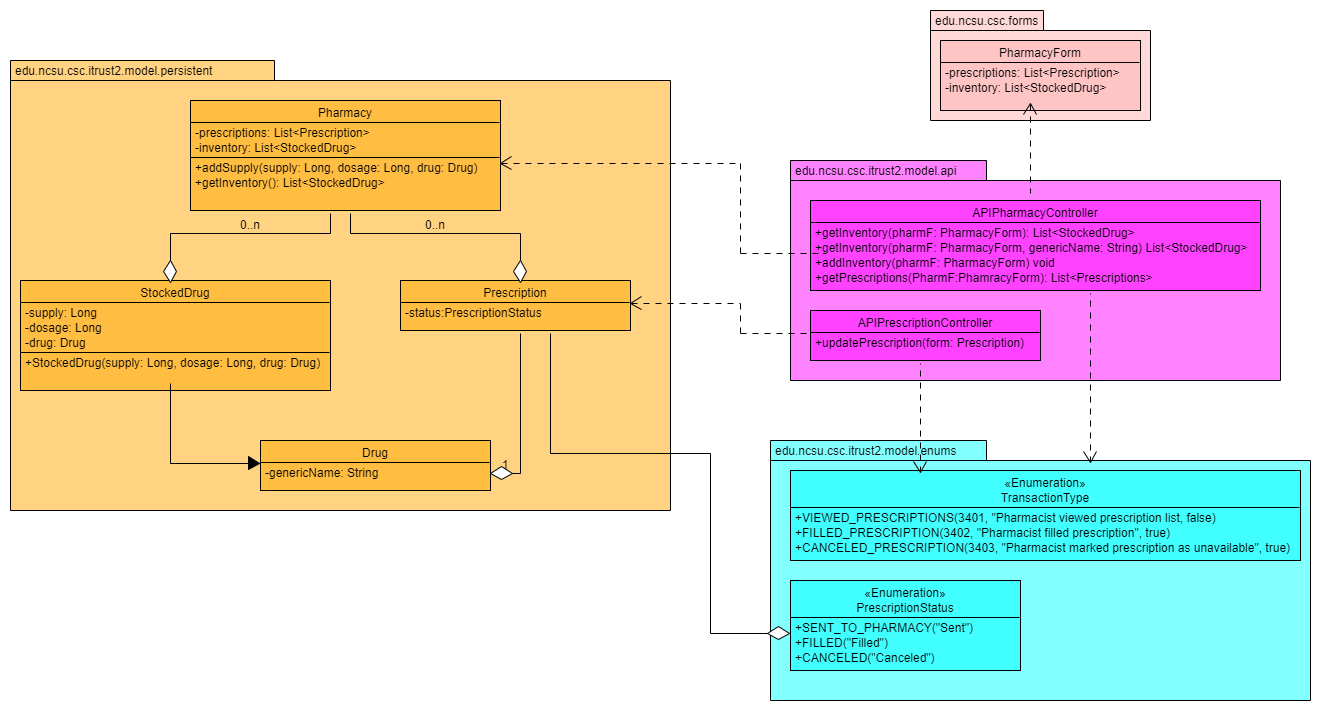 edu.ncsu.csc.forms
PharmacyForm
-prescriptions: List<Prescription>
-inventory: List<StockedDrug>
edu.ncsu.csc.itrust2.model.persistent
Pharmacy
-prescriptions: List<Prescription>
-inventory: List<StockedDrug>
+addSupply(supply: Long, dosage: Long, drug: Drug)
+getInventory(): List<StockedDrug>
0..n
0..n
StockedDrug
-supply: Long
-dosage: Long
-drug: Drug
+StockedDrug(supply: Long, dosage: Long, drug: Drug)
Prescription
-status:PrescriptionStatus
Drug
-genericName: String
1
edu.ncsu.csc.itrust2.model.api
APIPharmacyController
+getInventory(pharmF: PharmacyForm): List<StockedDrug>
+getInventory(pharmF: PharmacyForm, genericName: String) List<StockedDrug>
+addInventory(pharmF: PharmacyForm) void
+getPrescriptions(PharmF:PhamracyForm): List<Prescriptions>
APIPrescriptionController
+updatePrescription(form: Prescription)
edu.ncsu.csc.itrust2.model.enums
«Enumeration»
TransactionType
+VIEWED_PRESCRIPTIONS(3401, "Pharmacist viewed prescription list, false)
+FILLED_PRESCRIPTION(3402, "Pharmacist filled prescription", true)
+CANCELED_PRESCRIPTION(3403, "Pharmacist marked prescription as unavailable", true)
«Enumeration»
PrescriptionStatus
+SENT_TO_PHARMACY("Sent")
+FILLED("Filled")
+CANCELED("Canceled")